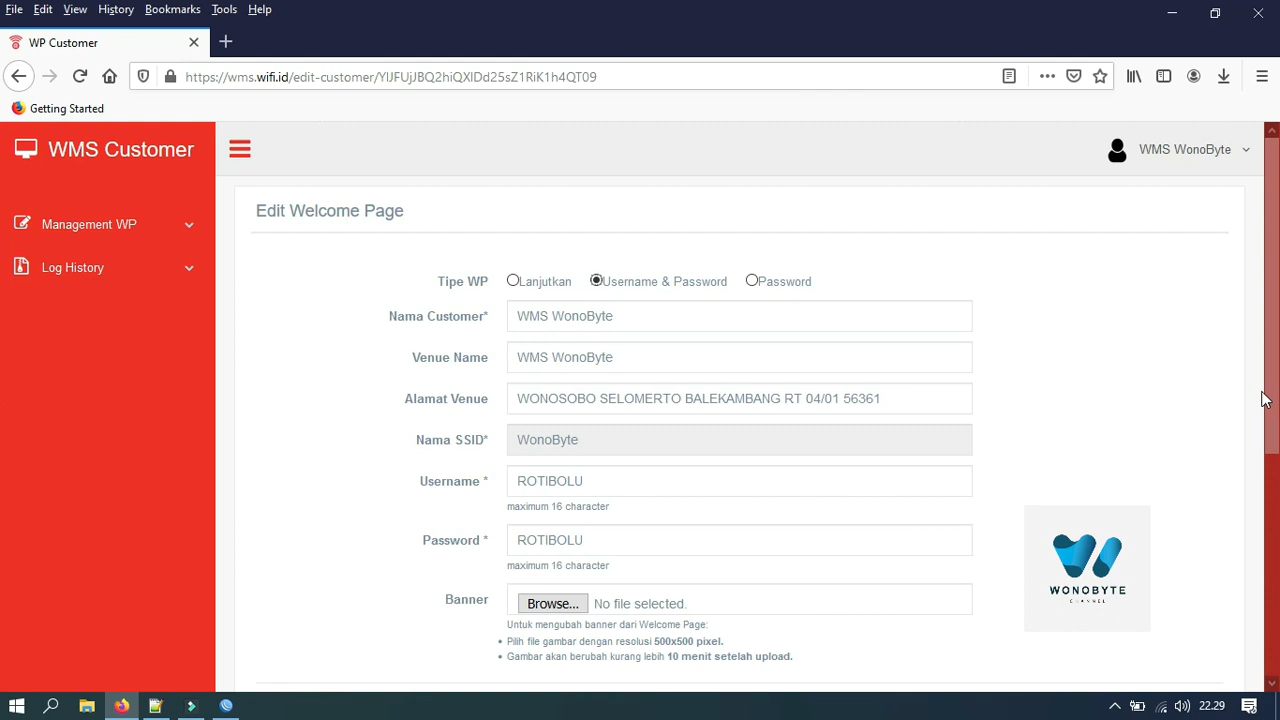 File Edit View History Bookmarks Tools Help
WP Customer
https://wms.wifi.id/edit-customer/YlJFUjJBQ2hiQXlDd25sZ1RiK1h4QT09
Getting Started
WMS Customer
WMS WonoByte
Management WP
Log History
Edit Welcome Page
Tipe WP Lanjutkan Username & Password Password
Nama Customer* WMS WonoByte
Venue Name WMS WonoByte
Alamat Venue WONOSOBO SELOMERTO BALEKAMBANG RT 04/01 56361
Nama SSID* WonoByte
Username * ROTIBOLU
maximum 16 character
Password * ROTIBOLU
maximum 16 character
Banner Browse... No file selected.
Untuk mengubah banner dari Welcome Page:
• Pilih file gambar dengan resolusi 500x500 pixel.
• Gambar akan berubah kurang lebih 10 menit setelah upload.
WONOBYTE
CHANNEL
22.29